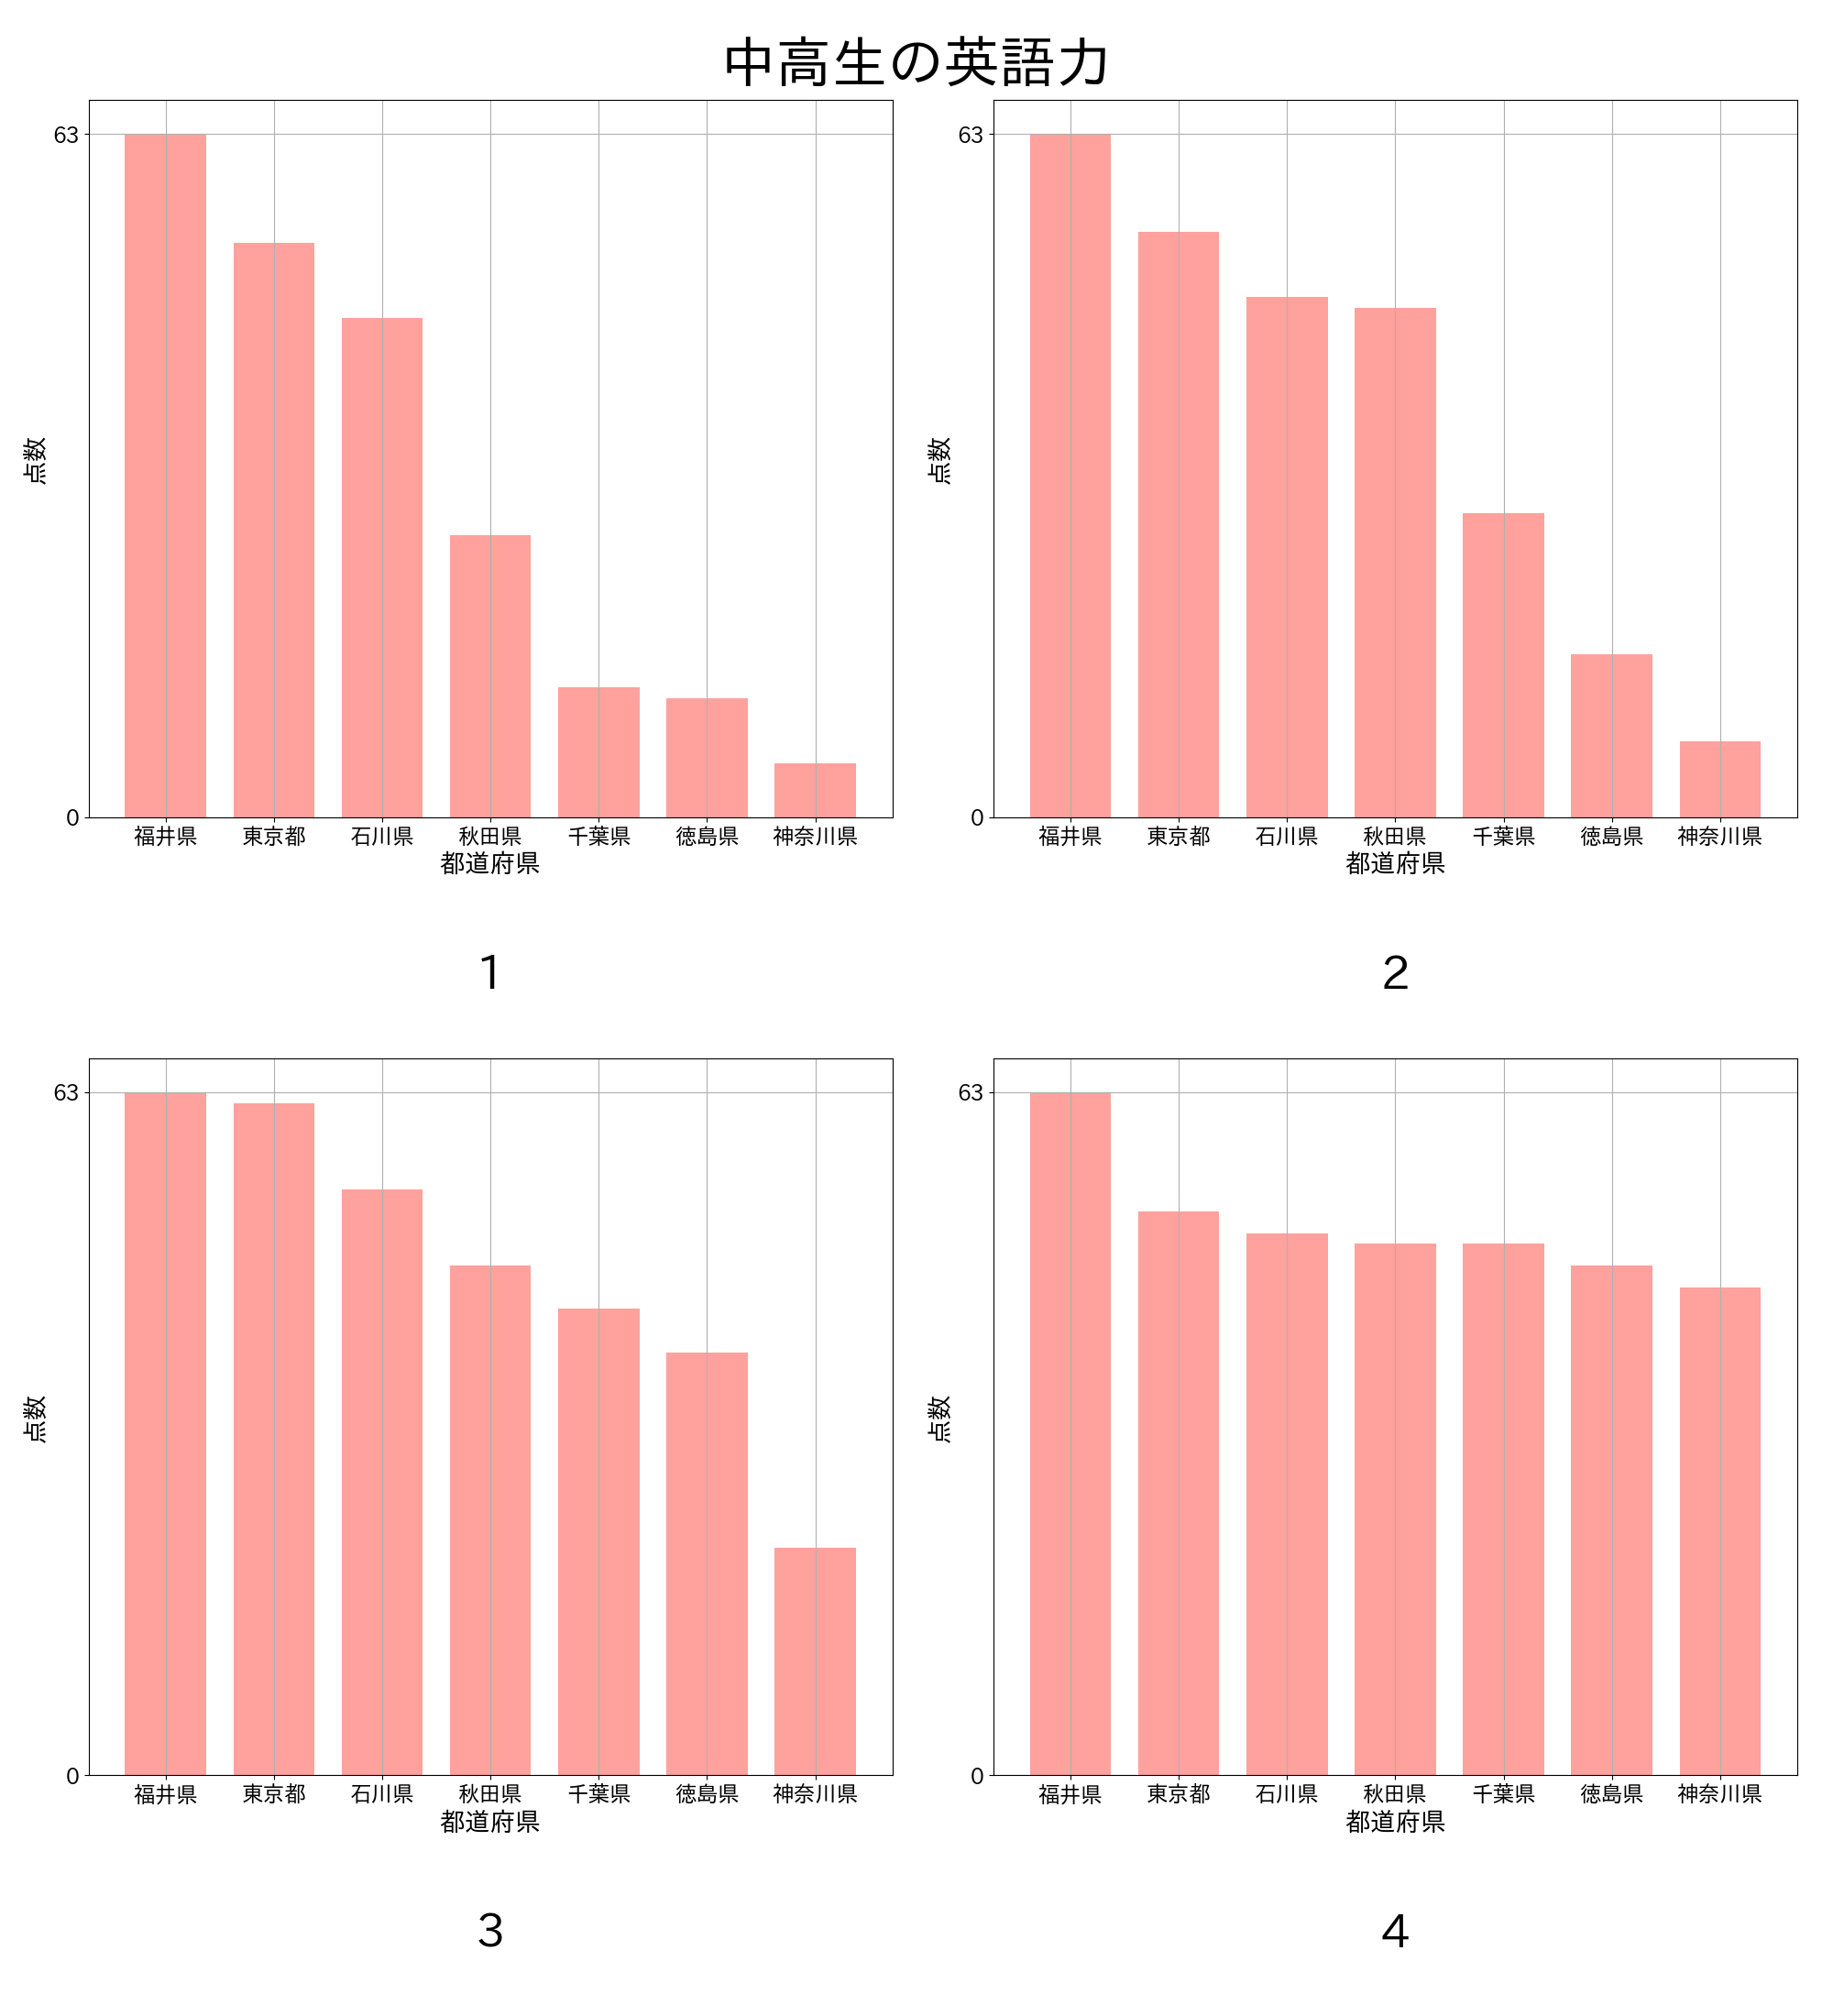 中高生の英語力
63
点数
0
福井県 東京都 石川県 秋田県 千葉県 徳島県 神奈川県
都道府県
1
63
点数
0
福井県 東京都 石川県 秋田県 千葉県 徳島県 神奈川県
都道府県
2
63
点数
0
福井県 東京都 石川県 秋田県 千葉県 徳島県 神奈川県
都道府県
3
63
点数
0
福井県 東京都 石川県 秋田県 千葉県 徳島県 神奈川県
都道府県
4